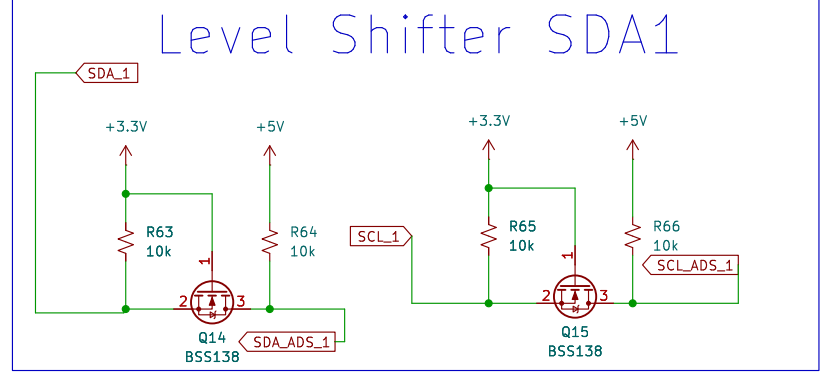 Level Shifter SDA1
SDA_1
+3.3V
+5V
R63
10k
R64
10k
1
2
3
Q14
BSS138
SDA_ADS_1
+3.3V
+5V
R65
10k
R66
10k
SCL_1
SCL_ADS_1
1
2
3
Q15
BSS138